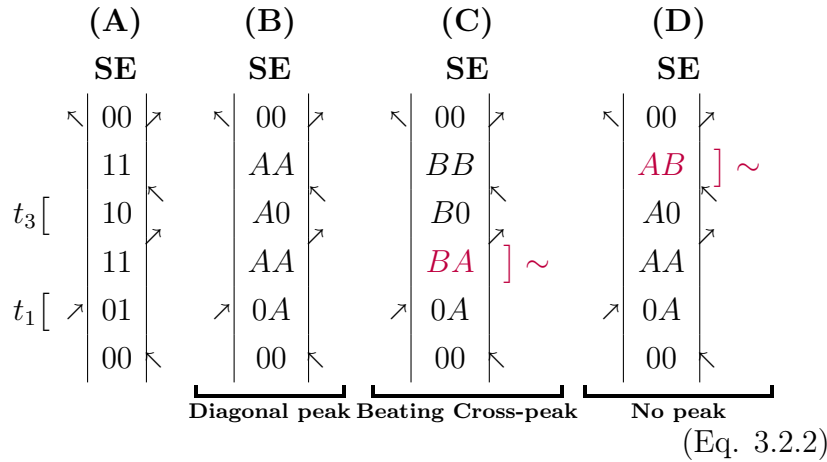 (A) (B) (C) (D)
SE SE SE SE
↖ 00 ↗ ↖ 00 ↗ ↖ 00 ↗ ↖ 00 ↗
11 AA BB AB ] ∼
↖ ↖ ↖ ↖
t₃[ 10 A0 B0 A0
↗ ↗ ↗ ↗
11 AA BA ] ∼ AA
t₁[ ↗ 01 ↗ 0A ↗ 0A ↗ 0A
00 ↖ 00 ↖ 00 ↖ 00 ↖
Diagonal peak Beating Cross-peak No peak
(Eq. 3.2.2)